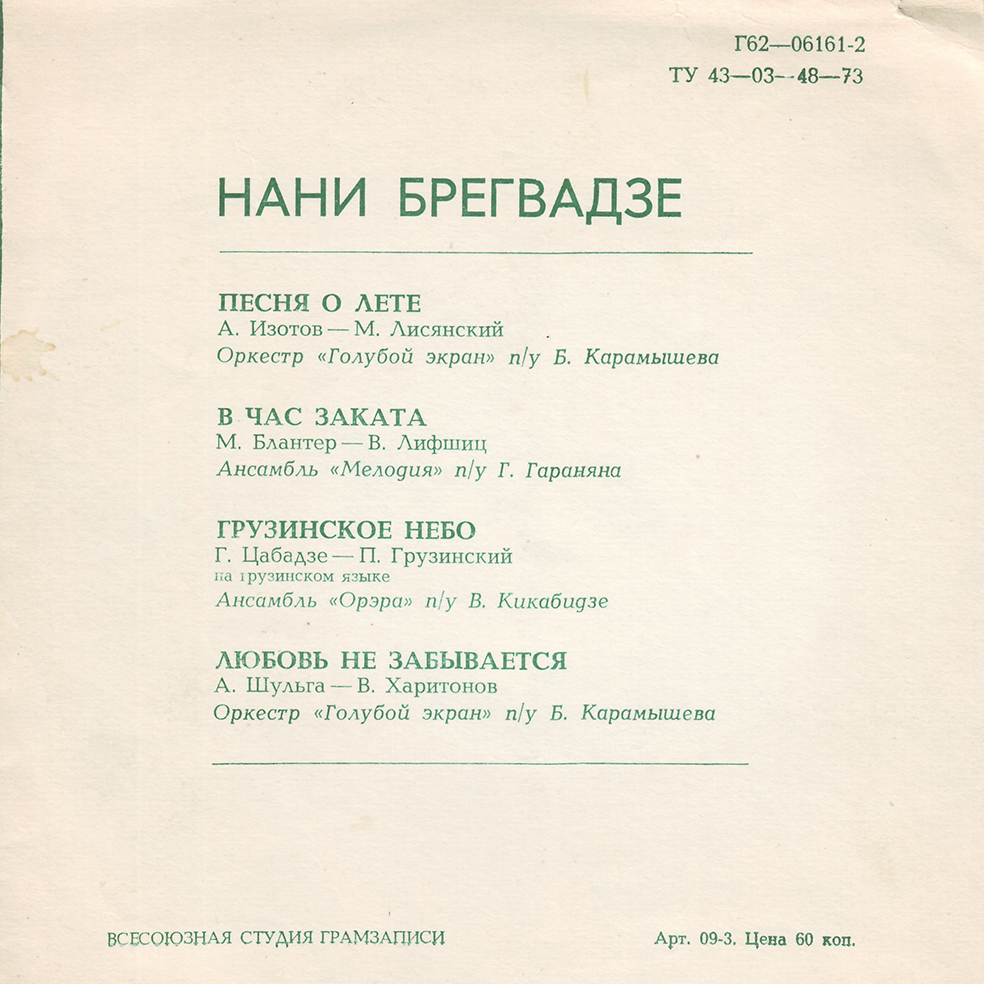 Г62—06161-2
ТУ 43—03—48—73
НАНИ БРЕГВАДЗЕ
ПЕСНЯ О ЛЕТЕ
А. Изотов — М. Лисянский
Оркестр «Голубой экран» п/у Б. Карамышева
В ЧАС ЗАКАТА
М. Блантер — В. Лифшиц
Ансамбль «Мелодия» п/у Г. Гараняна
ГРУЗИНСКОЕ НЕБО
Г. Цабадзе — П. Грузинский
на грузинском языке
Ансамбль «Орэра» п/у В. Кикабидзе
ЛЮБОВЬ НЕ ЗАБЫВАЕТСЯ
А. Шульга — В. Харитонов
Оркестр «Голубой экран» п/у Б. Карамышева
ВСЕСОЮЗНАЯ СТУДИЯ ГРАМЗАПИСИ
Арт. 09-3. Цена 60 коп.